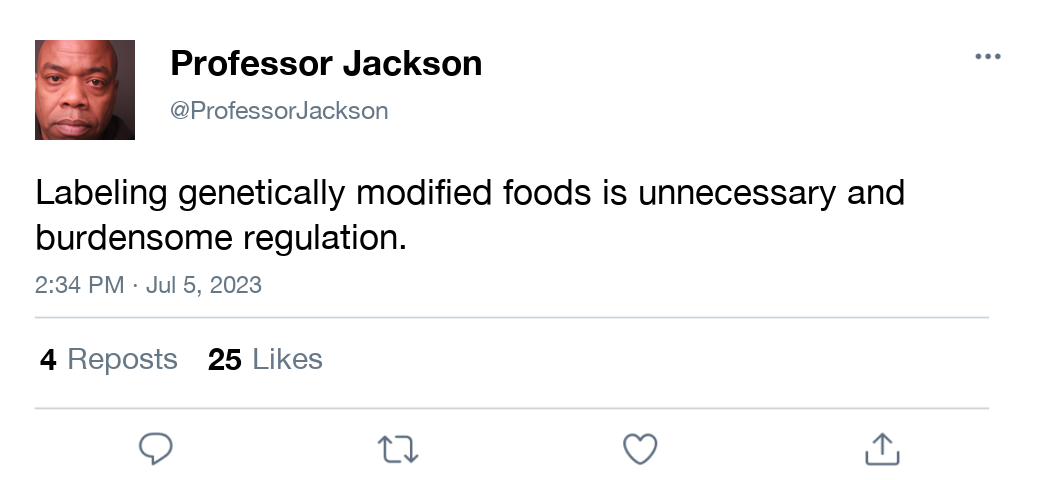 Professor Jackson
@ProfessorJackson
Labeling genetically modified foods is unnecessary and
burdensome regulation.
2:34 PM · Jul 5, 2023
4 Reposts 25 Likes